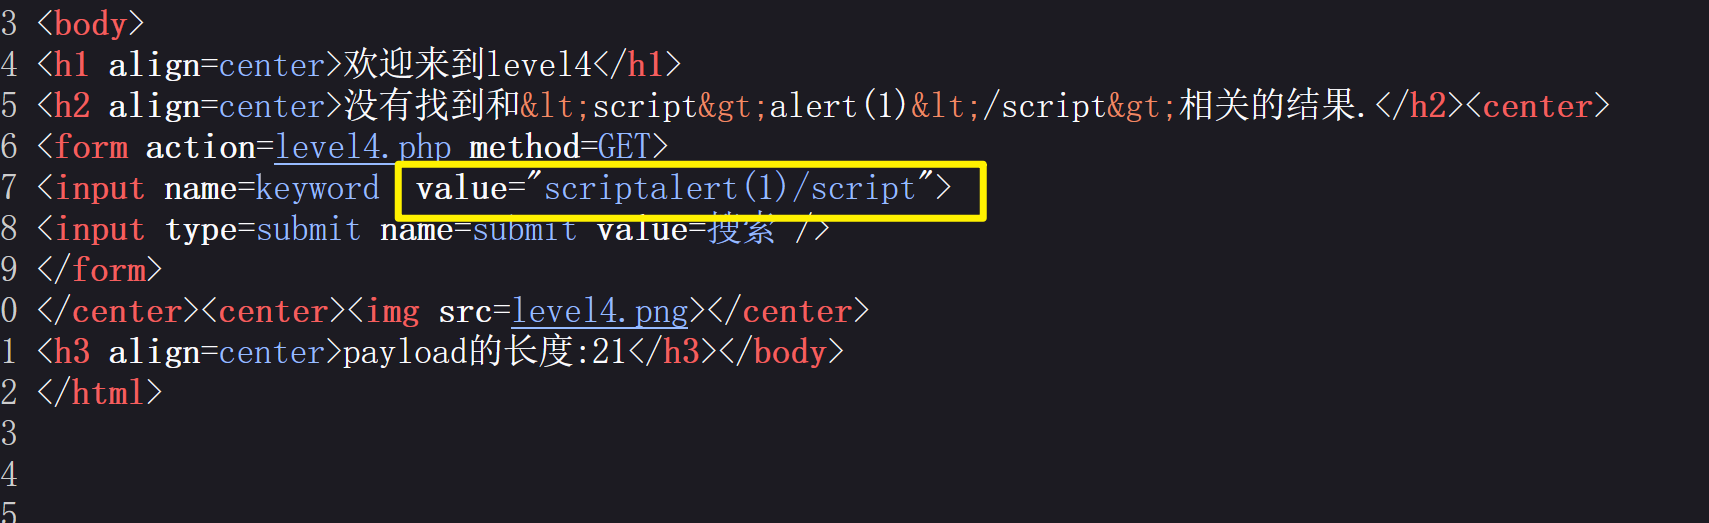 3 <body>
4 <h1 align=center>欢迎来到level4</h1>
5 <h2 align=center>没有找到和&lt;script&gt;alert(1)&lt;/script&gt;相关的结果.</h2><center>
6 <form action=level4.php method=GET>
7 <input name=keyword  value="scriptalert(1)/script">
8 <input type=submit name=submit value=搜索 />
9 </form>
0 </center><center><img src=level4.png></center>
1 <h3 align=center>payload的长度:21</h3></body>
2 </html>
3
4
5